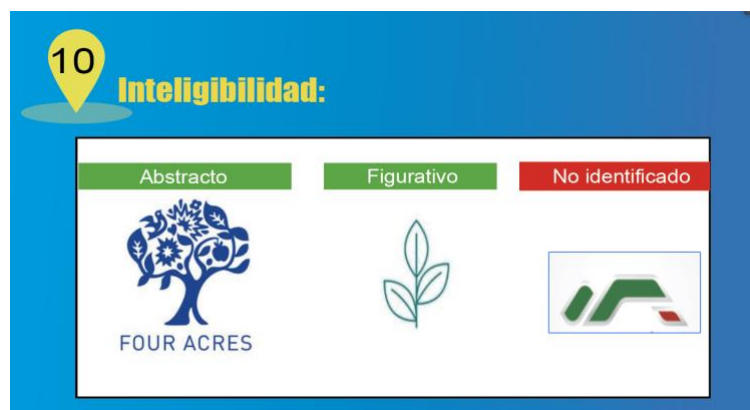 10
Inteligibilidad:
Abstracto
Figurativo
No identificado
FOUR ACRES